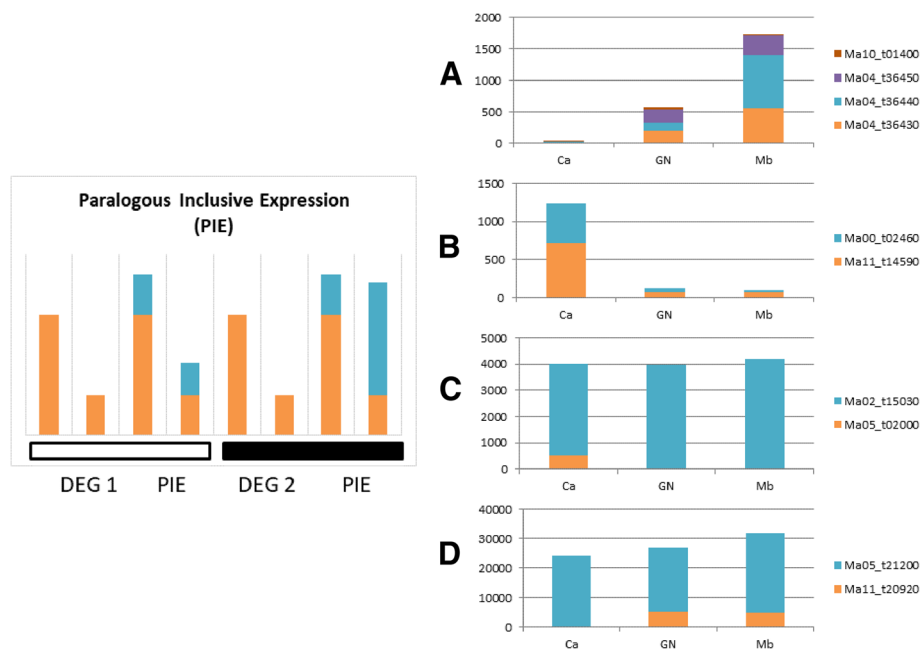 Paralogous Inclusive Expression
(PIE)
DEG 1
PIE
DEG 2
PIE
A
2000
1500
1000
500
0
Ca
GN
Mb
Ma10_t01400
Ma04_t36450
Ma04_t36440
Ma04_t36430
B
1500
1000
500
0
Ca
GN
Mb
Ma00_t02460
Ma11_t14590
C
5000
4000
3000
2000
1000
0
Ca
GN
Mb
Ma02_t15030
Ma05_t02000
D
40000
30000
20000
10000
0
Ca
GN
Mb
Ma05_t21200
Ma11_t20920